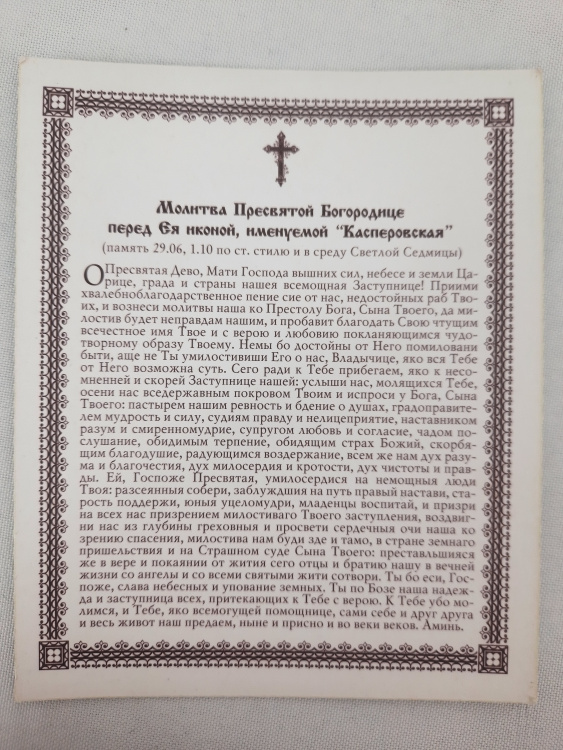 Молитва Пресвятой Богородице
перед Ея иконой, именуемой "Касперовская"
(память 29.06, 1.10 по ст. стилю и в среду Светлой Седмицы)
О Пресвятая Дево, Мати Господа вышних сил, небесе и земли Ца-
рице, града и страны нашея всемощная Заступнице! Приими
хвалебноблагодарственное пение сие от нас, недостойных раб Тво-
их, и вознеси молитвы наша ко Престолу Бога, Сына Твоего, да ми-
лостив будет неправдам нашим, и пробавит благодать Свою чтущим
всечестное имя Твое и с верою и любовию покланяющимся чудо-
творному образу Твоему. Немы бо достойны от Него помиловани
быти, аще не Ты умилостивиши Его о нас, Владычице, яко вся Тебе
от Него возможна суть. Сего ради к Тебе прибегаем, яко к несо-
мненней и скорей Заступнице нашей: услыши нас, молящихся Тебе,
осени нас вседержавным покровом Твоим и испроси у Бога, Сына
Твоего: пастырем нашим ревность и бдение о душах, градоправите-
лем мудрость и силу, судиям правду и нелицеприятие, наставником
разум и смиренномудрие, супругом любовь и согласие, чадом по-
слушание, обидимым терпение, обидящим страх Божий, скорбя-
щим благодушие, радующимся воздержание, всем же нам дух разу-
ма и благочестия, дух милосердия и кротости, дух чистоты и прав-
ды. Ей, Госпоже Пресвятая, умилосердися на немощныя люди
Твоя: разсеянныя собери, заблуждшия на путь правый настави, ста-
рость поддержи, юныя уцеломудри, младенцы воспитай, и призри
на всех нас призрением милостиваго Твоего заступления, воздвиг-
ни нас из глубины греховныя и просвети сердечныя очи наша ко
зрению спасения, милостива нам буди зде и тамо, в стране земнаго
пришельствия и на Страшном суде Сына Твоего: преставльшияся
же в вере и покаянии от жития сего отцы и братию нашу в вечней
жизни со ангелы и со всеми святыми жити сотвори. Ты бо еси, Гос-
поже, слава небесных и упование земных. Ты по Бозе наша надеж-
да и заступница всех, притекающих к Тебе с верою. К Тебе убо мо-
лимся, и Тебе, яко всемогущей помощнице, сами себе и друг друга
и весь живот наш предаем, ныне и присно и во веки веков. Аминь.